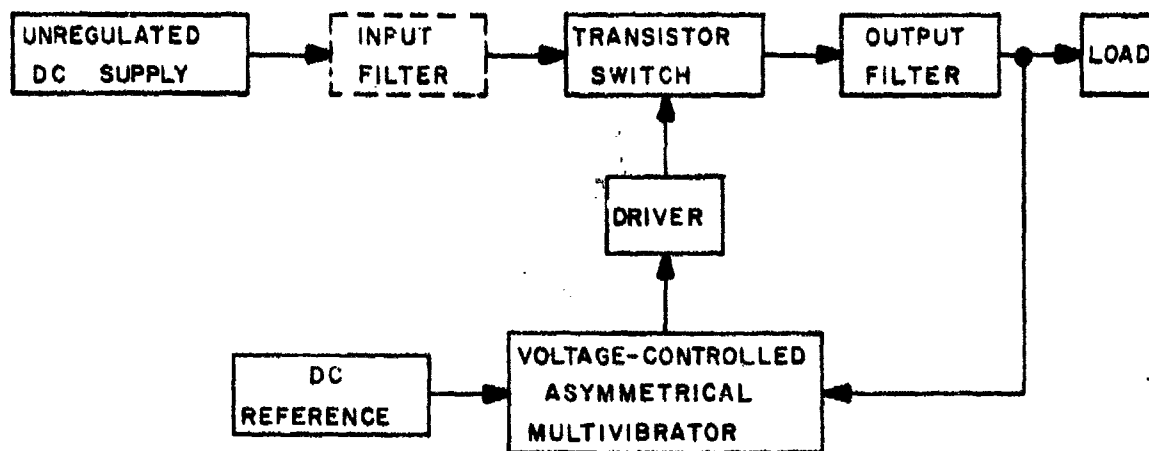 UNREGULATED
DC SUPPLY
INPUT
FILTER
TRANSISTOR
SWITCH
OUTPUT
FILTER
LOAD
DRIVER
DC
REFERENCE
VOLTAGE-CONTROLLED
ASYMMETRICAL
MULTIVIBRATOR